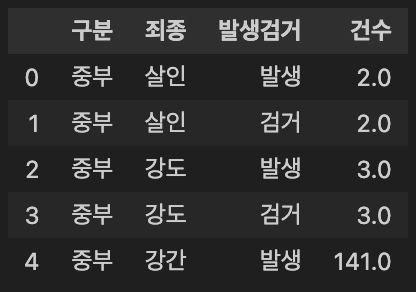 구분 죄종 발생검거 건수
0 중부 살인 발생 2.0
1 중부 살인 검거 2.0
2 중부 강도 발생 3.0
3 중부 강도 검거 3.0
4 중부 강간 발생 141.0